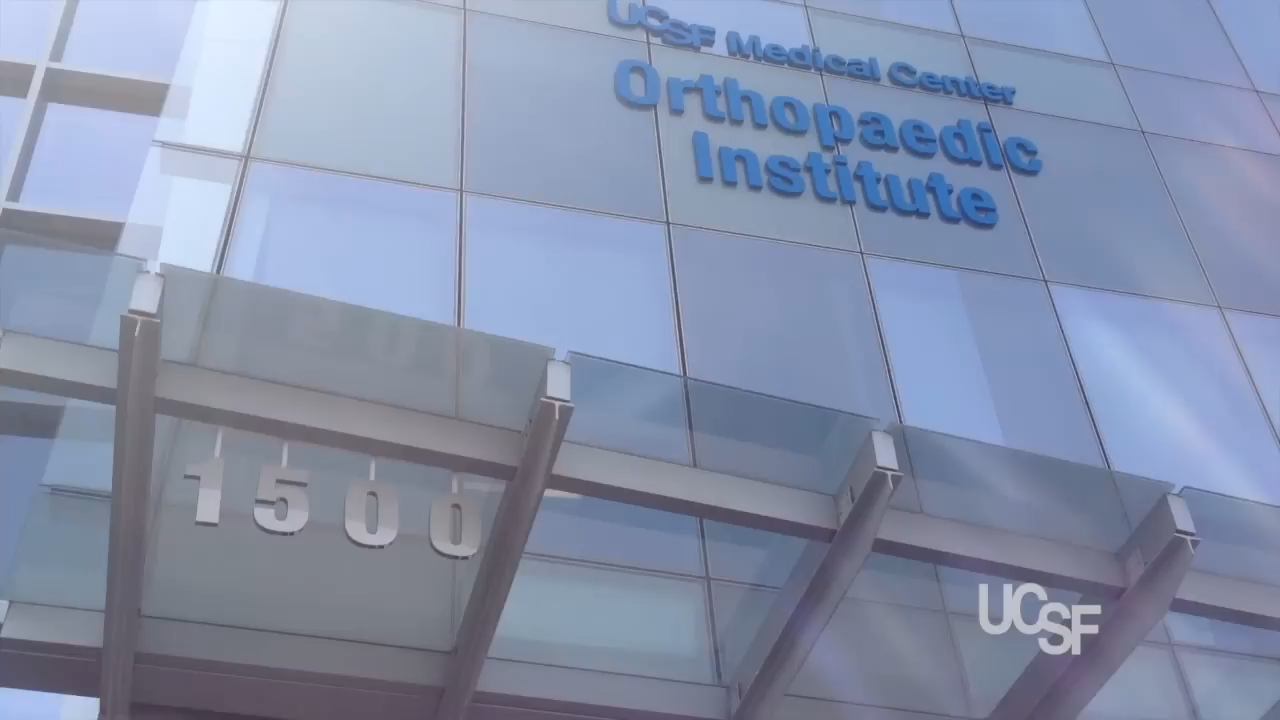 UCSF Medical Center
Orthopaedic
Institute
1500
UCSF